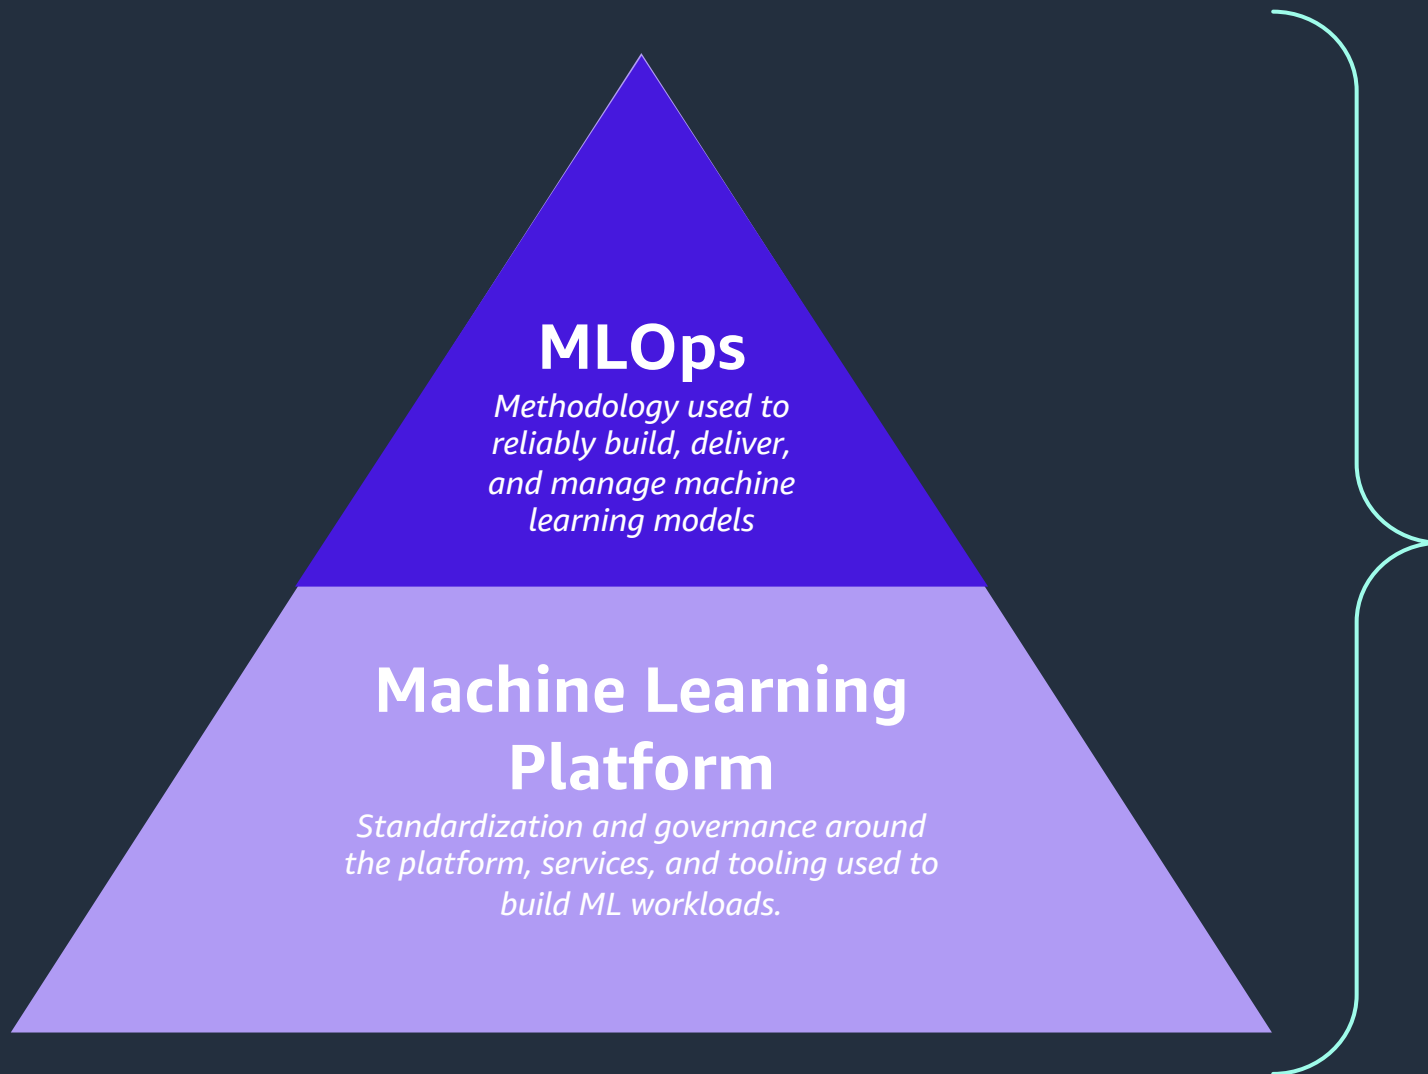 MLOps
Methodology used to
reliably build, deliver,
and manage machine
learning models
Machine Learning
Platform
Standardization and governance around
the platform, services, and tooling used to
build ML workloads.